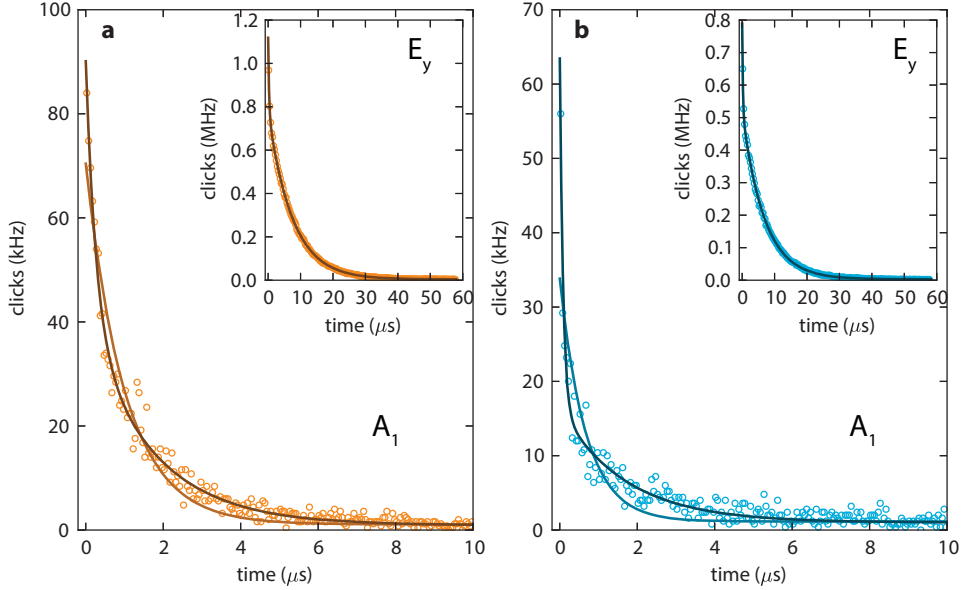 a
100
80
60
40
20
0
clicks (kHz)
0 2 4 6 8 10
time (μs)
A1
1.2
1.0
0.8
0.6
0.4
0.2
0.0
clicks (MHz)
Ey
0 10 20 30 40 50 60
time (μs)
b
70
60
50
40
30
20
10
0
clicks (kHz)
0 2 4 6 8 10
time (μs)
A1
0.8
0.7
0.6
0.5
0.4
0.3
0.2
0.1
0.0
clicks (MHz)
Ey
0 10 20 30 40 50 60
time (μs)